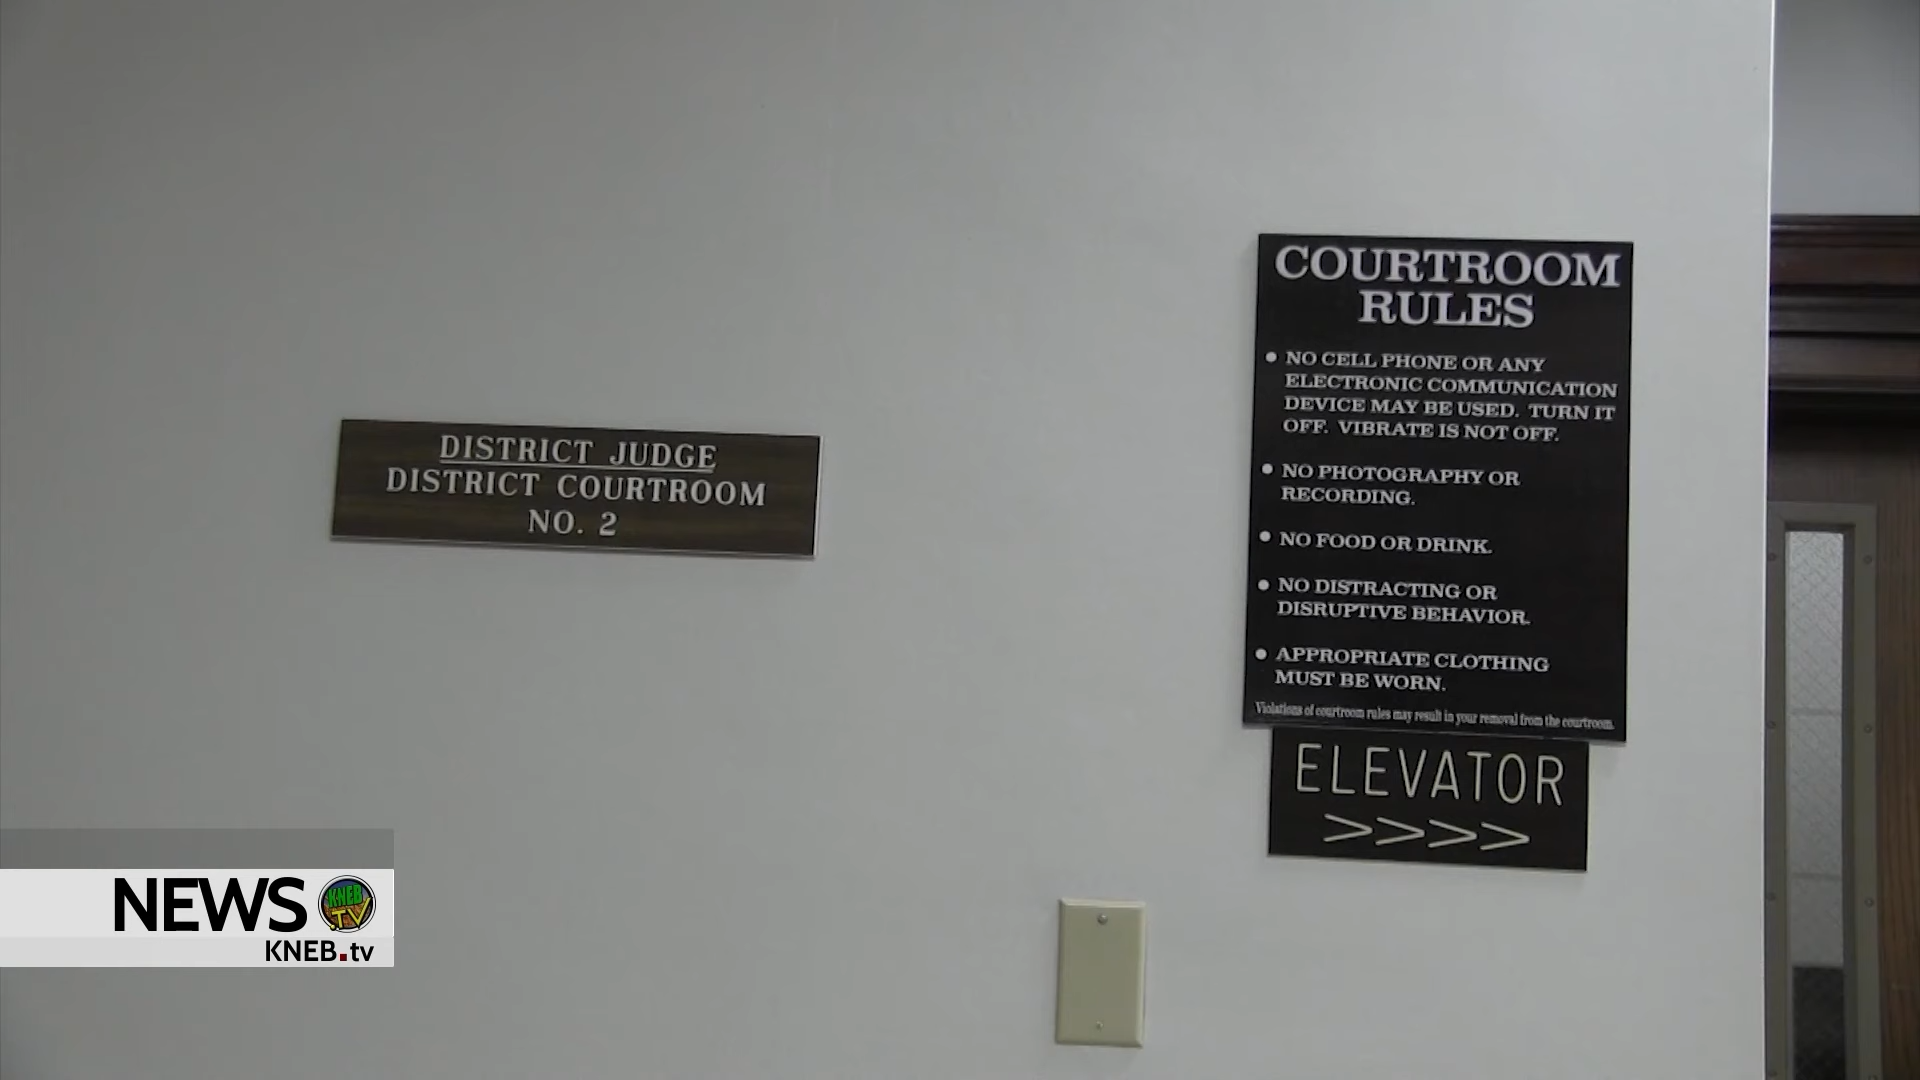 DISTRICT JUDGE
DISTRICT COURTROOM
NO. 2
COURTROOM
RULES
• NO CELL PHONE OR ANY
ELECTRONIC COMMUNICATION
DEVICE MAY BE USED. TURN IT
OFF. VIBRATE IS NOT OFF.
• NO PHOTOGRAPHY OR
RECORDING.
• NO FOOD OR DRINK.
• NO DISTRACTING OR
DISRUPTIVE BEHAVIOR.
• APPROPRIATE CLOTHING
MUST BE WORN.
Violations of courtroom rules may result in your removal from the courtroom.
ELEVATOR
>>>>
NEWS
KNEB
.TV
KNEB.tv